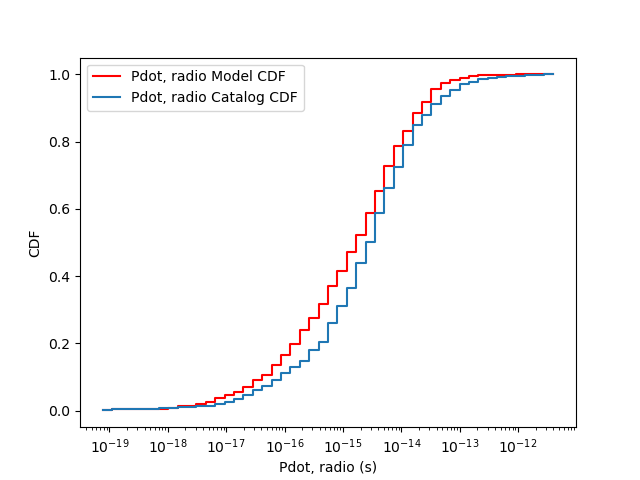 Pdot, radio Model CDF
Pdot, radio Catalog CDF
1.0
0.8
0.6
0.4
0.2
0.0
CDF
10⁻¹⁹ 10⁻¹⁸ 10⁻¹⁷ 10⁻¹⁶ 10⁻¹⁵ 10⁻¹⁴ 10⁻¹³ 10⁻¹²
Pdot, radio (s)